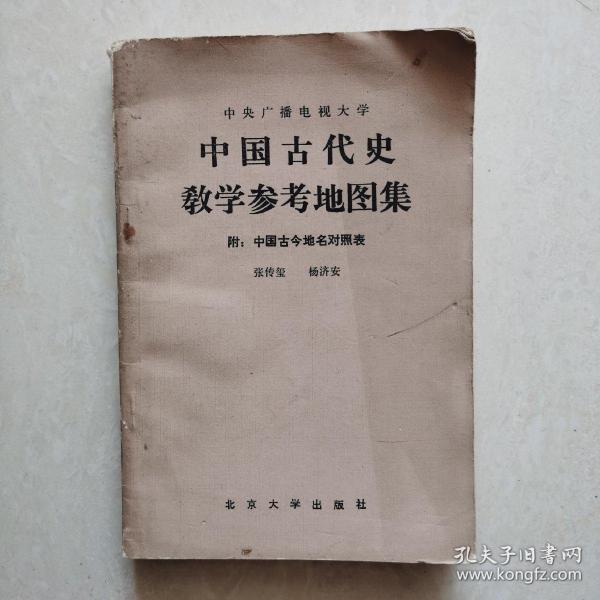 中央广播电视大学
中国古代史
教学参考地图集
附：中国古今地名对照表
张传玺 杨济安
北京大学出版社
孔夫子旧书网
www.kongfz.com